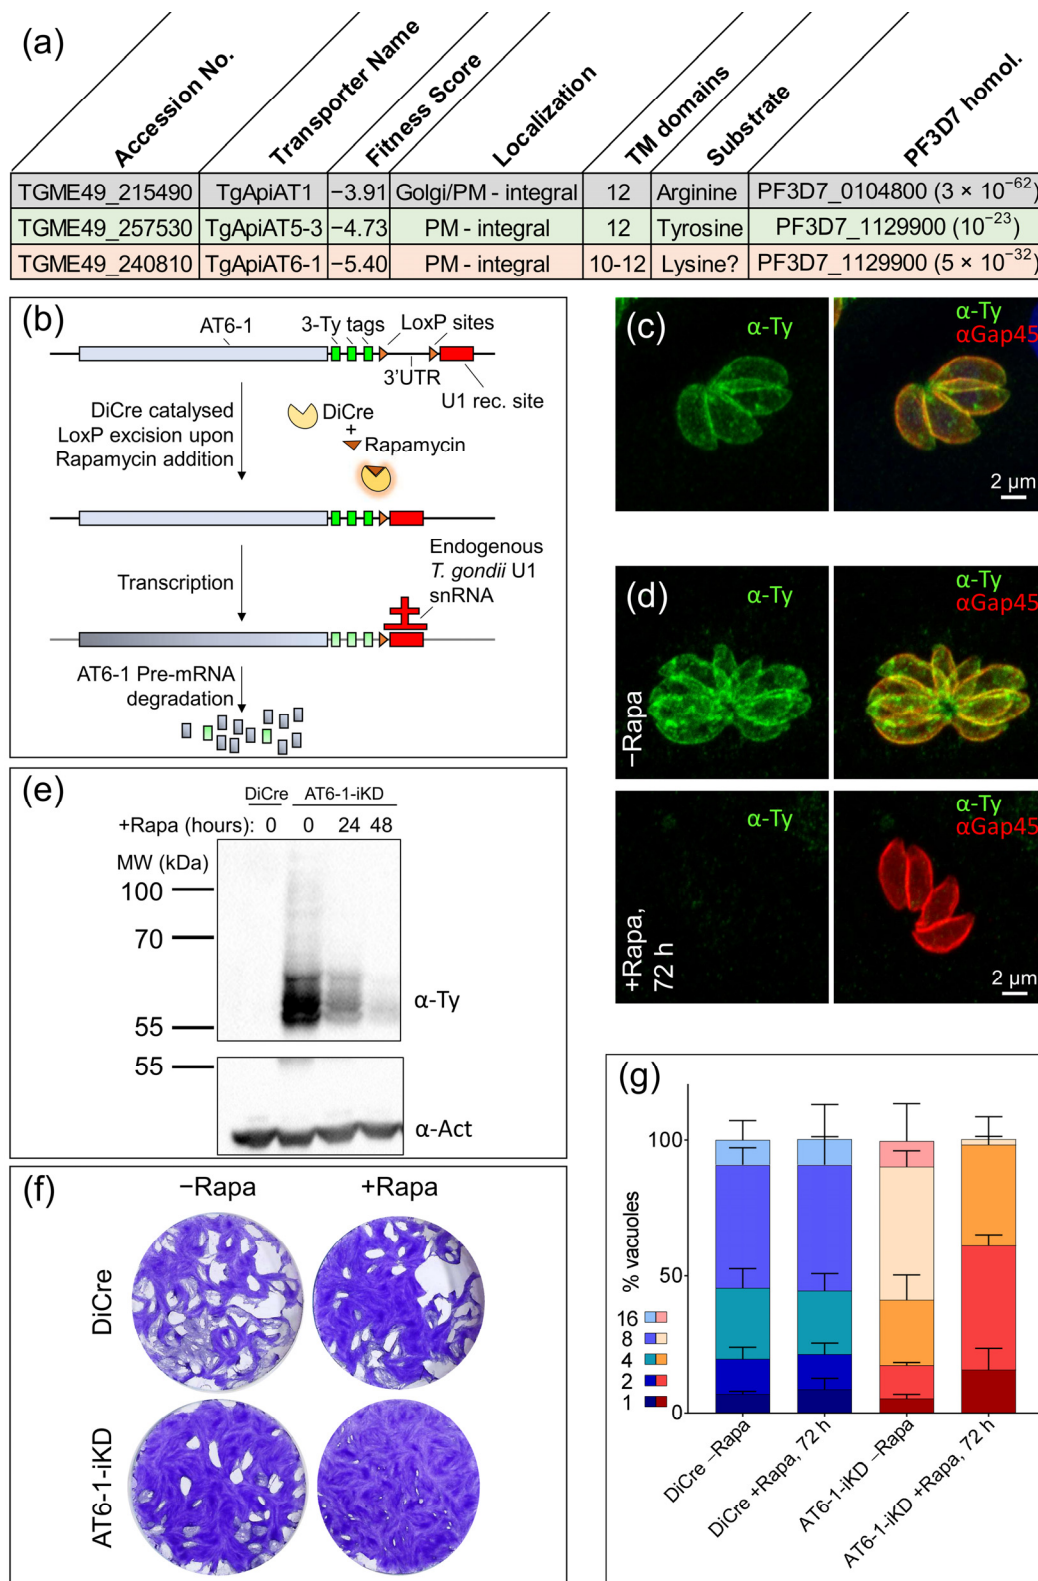 (a)
Accession No.
Transporter Name
Fitness Score
Localization
TM domains
Substrate
PF3D7 homol.
TGME49_215490 TgApiAT1 −3.91 Golgi/PM - integral 12 Arginine PF3D7_0104800 (3 × 10⁻⁶²)
TGME49_257530 TgApiAT5-3 −4.73 PM - integral 12 Tyrosine PF3D7_1129900 (10⁻²³)
TGME49_240810 TgApiAT6-1 −5.40 PM - integral 10-12 Lysine? PF3D7_1129900 (5 × 10⁻³²)
(b)
AT6-1
3-Ty tags
LoxP sites
3'UTR
U1 rec. site
DiCre catalysed
LoxP excision upon
Rapamycin addition
DiCre
+
Rapamycin
Transcription
Endogenous
T. gondii U1
snRNA
AT6-1 Pre-mRNA
degradation
(c)
α-Ty
α-Ty
αGap45
2 µm
(d)
−Rapa
α-Ty
α-Ty
αGap45
+Rapa,
72 h
α-Ty
α-Ty
αGap45
2 µm
(e)
DiCre AT6-1-iKD
+Rapa (hours): 0 0 24 48
MW (kDa)
100
70
55
α-Ty
55
α-Act
(f)
−Rapa +Rapa
DiCre
AT6-1-iKD
(g)
% vacuoles
100
50
0
16
8
4
2
1
DiCre −Rapa
DiCre +Rapa, 72 h
AT6-1-iKD −Rapa
AT6-1-iKD +Rapa, 72 h